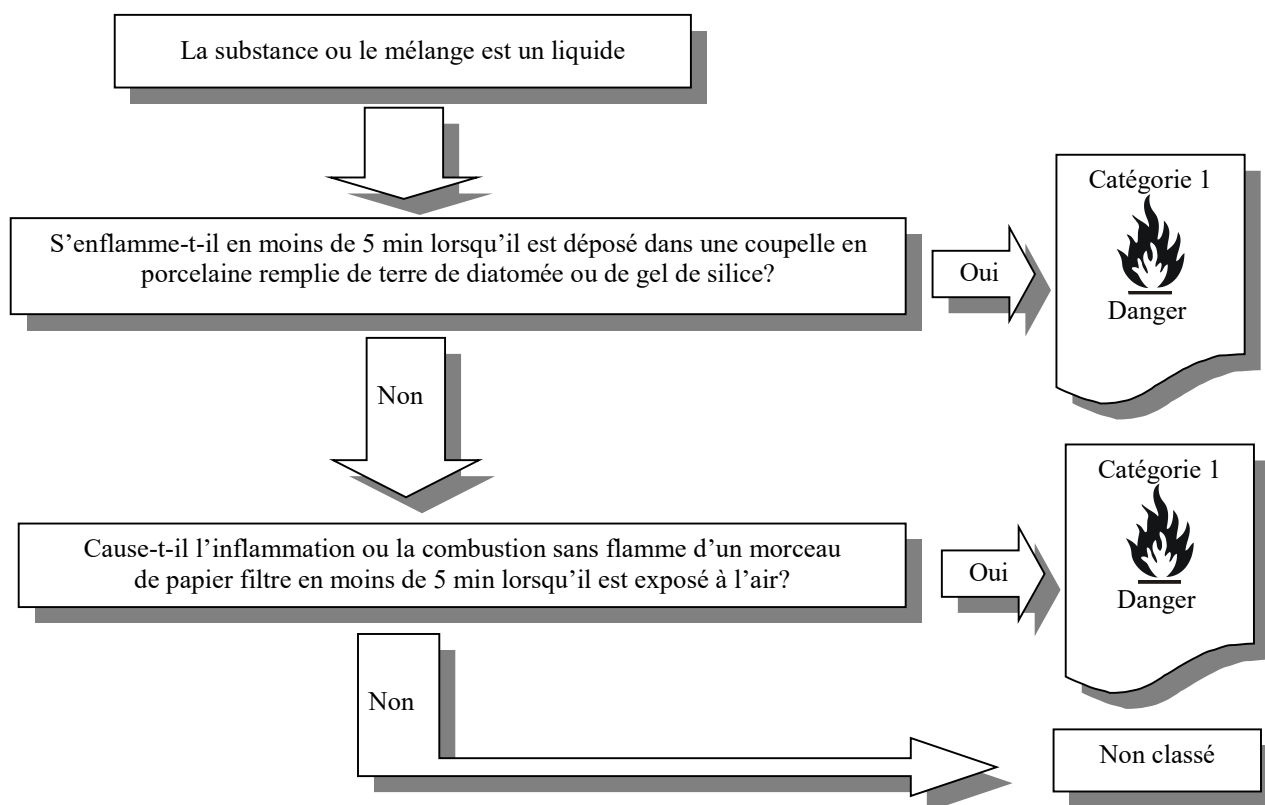 La substance ou le mélange est un liquide
S’enflamme-t-il en moins de 5 min lorsqu’il est déposé dans une coupelle en
porcelaine remplie de terre de diatomée ou de gel de silice?
Oui
Catégorie 1
Danger
Non
Cause-t-il l’inflammation ou la combustion sans flamme d’un morceau
de papier filtre en moins de 5 min lorsqu’il est exposé à l’air?
Oui
Catégorie 1
Danger
Non
Non classé